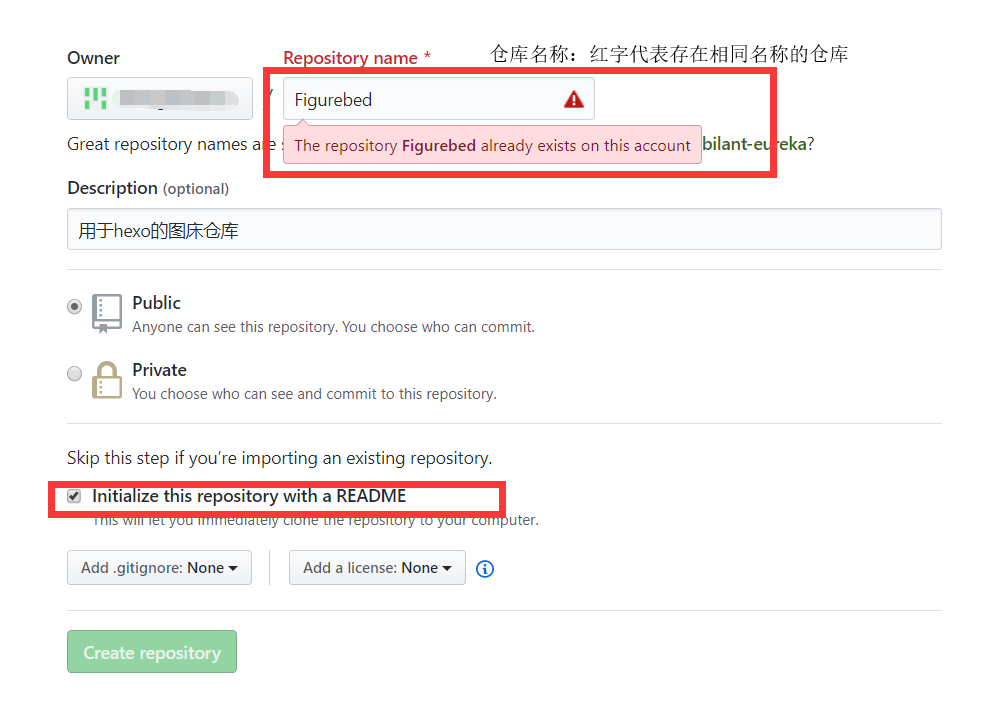 Owner
Repository name *
仓库名称：红字代表存在相同名称的仓库
/
Figurebed
Great repository names are
The repository Figurebed already exists on this account
bilant-eureka?
Description (optional)
用于hexo的图床仓库
Public
Anyone can see this repository. You choose who can commit.
Private
You choose who can see and commit to this repository.
Skip this step if you’re importing an existing repository.
Initialize this repository with a README
This will let you immediately clone the repository to your computer.
Add .gitignore: None
Add a license: None
Create repository